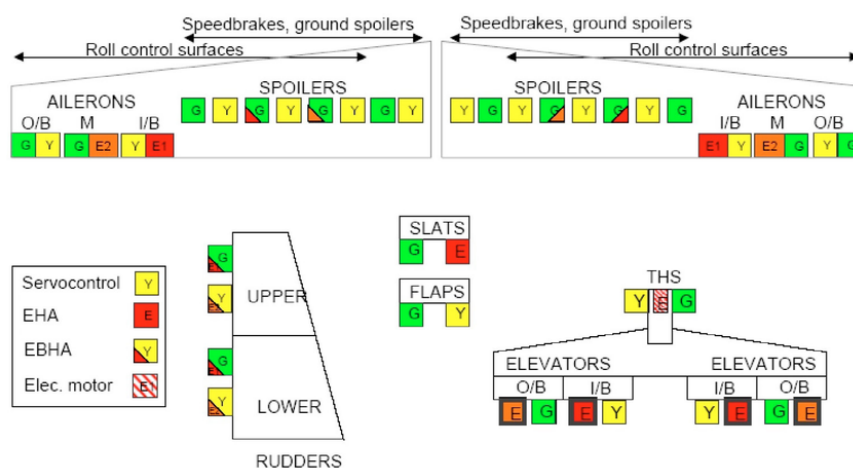 Speedbrakes, ground spoilers
Speedbrakes, ground spoilers
Roll control surfaces
Roll control surfaces
SPOILERS
SPOILERS
AILERONS
AILERONS
G Y G Y G Y G Y
O/B M I/B
Y G Y G Y G Y G
I/B M O/B
G Y G E2 Y E1
E1 Y E2 G Y G
SLATS
G E
FLAPS
G Y
Servocontrol Y
EHA E
EBHA Y
Elec. motor E1
G
Y
UPPER
G
Y
LOWER
RUDDERS
THS
Y E G
ELEVATORS
ELEVATORS
O/B I/B
I/B O/B
E G E Y
Y E G E